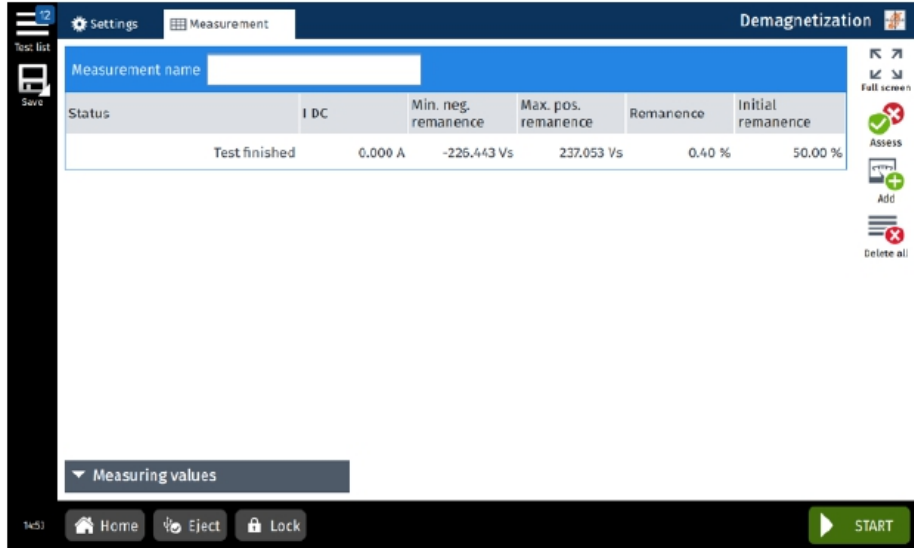 12
Test list
Save
Settings
Measurement
Demagnetization
Measurement name
Full screen
Assess
Add
Delete all
Status
I DC
Min. neg.
remanence
Max. pos.
remanence
Remanence
Initial
remanence
Test finished
0.000 A
-226.443 Vs
237.053 Vs
0.40 %
50.00 %
Measuring values
Home
Eject
Lock
START